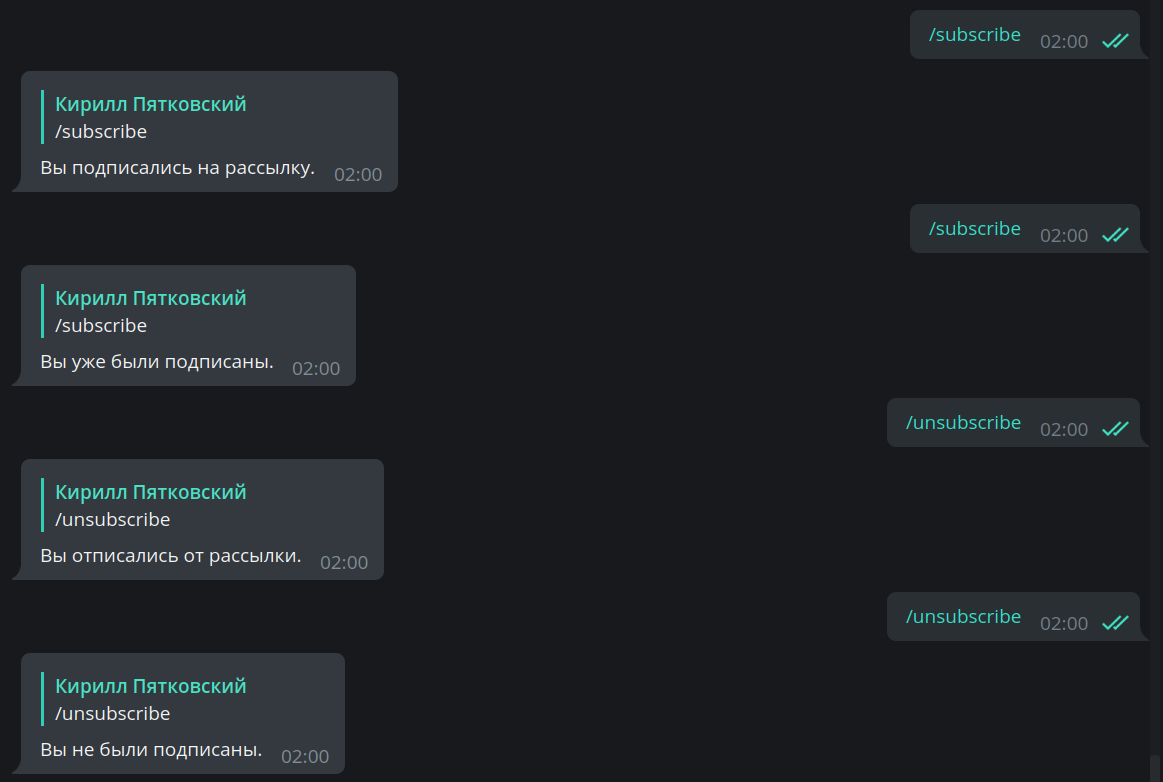 /subscribe 02:00
Кирилл Пятковский
/subscribe
Вы подписались на рассылку. 02:00
/subscribe 02:00
Кирилл Пятковский
/subscribe
Вы уже были подписаны. 02:00
/unsubscribe 02:00
Кирилл Пятковский
/unsubscribe
Вы отписались от рассылки. 02:00
/unsubscribe 02:00
Кирилл Пятковский
/unsubscribe
Вы не были подписаны. 02:00